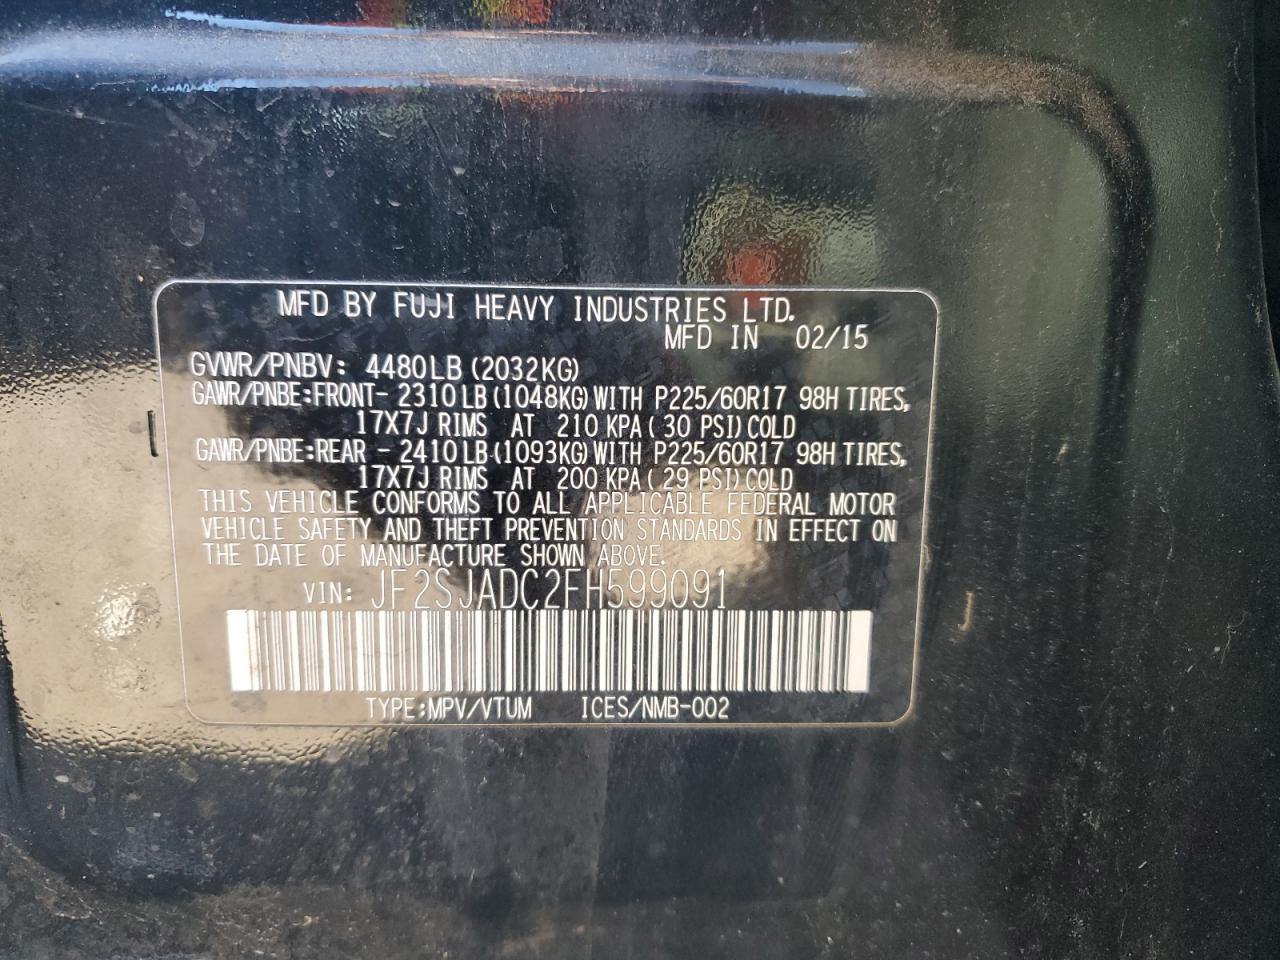 MFD BY FUJI HEAVY INDUSTRIES LTD.
MFD IN 02/15
GVWR/PNBV: 4480LB (2032KG)
GAWR/PNBE:FRONT- 2310LB (1048KG) WITH P225/60R17 98H TIRES,
17X7J RIMS AT 210 KPA ( 30 PSI) COLD
GAWR/PNBE:REAR - 2410LB (1093KG) WITH P225/60R17 98H TIRES,
17X7J RIMS AT 200 KPA ( 29 PSI) COLD
THIS VEHICLE CONFORMS TO ALL APPLICABLE FEDERAL MOTOR
VEHICLE SAFETY AND THEFT PREVENTION STANDARDS IN EFFECT ON
THE DATE OF MANUFACTURE SHOWN ABOVE.
VIN: JF2SJADC2FH599091
TYPE:MPV/VTUM ICES/NMB-002